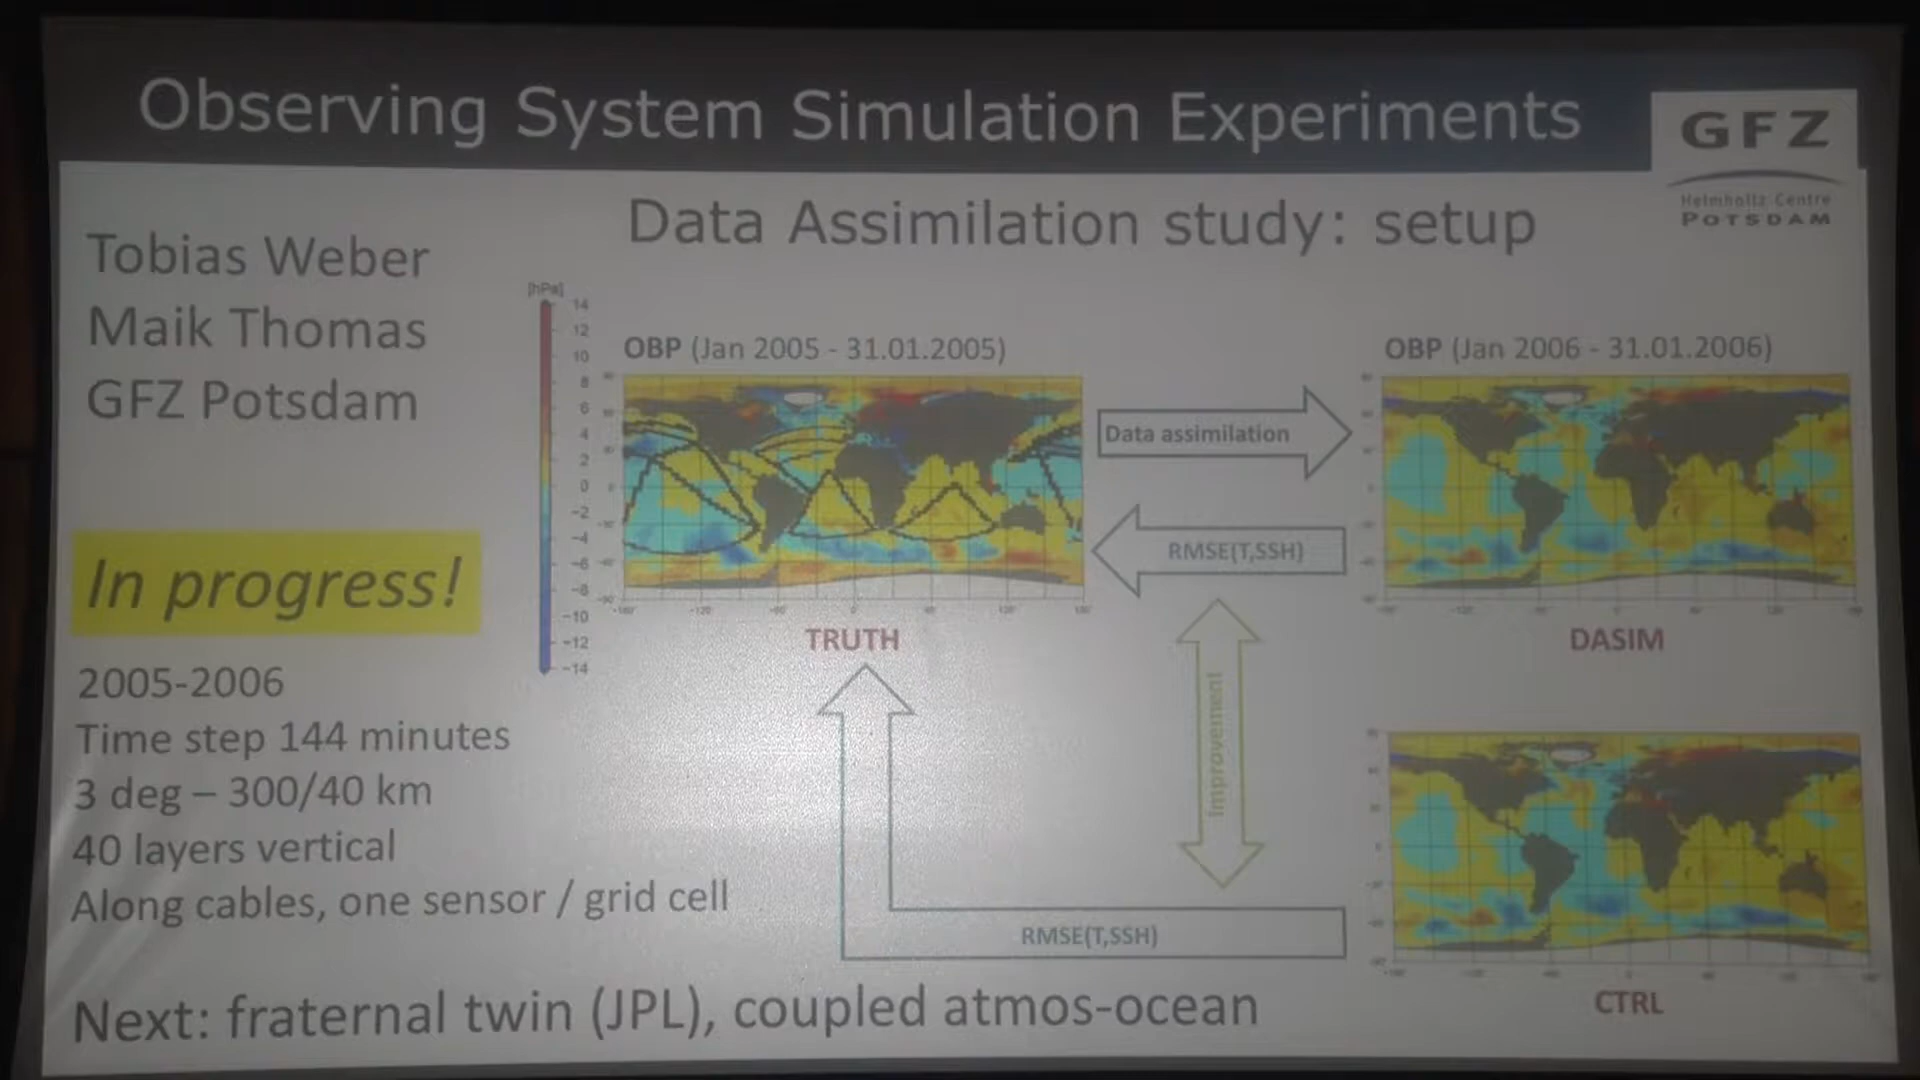 Observing System Simulation Experiments
GFZ
Helmholtz Centre
POTSDAM
Data Assimilation study: setup
Tobias Weber
Maik Thomas
GFZ Potsdam
In progress!
2005-2006
Time step 144 minutes
3 deg – 300/40 km
40 layers vertical
Along cables, one sensor / grid cell
Next: fraternal twin (JPL), coupled atmos-ocean
[hPa]
14
12
10
8
6
4
2
0
-2
-4
-6
-8
-10
-12
-14
OBP (Jan 2005 - 31.01.2005)
TRUTH
Data assimilation
RMSE(T,SSH)
Improvement
RMSE(T,SSH)
OBP (Jan 2006 - 31.01.2006)
DASIM
CTRL